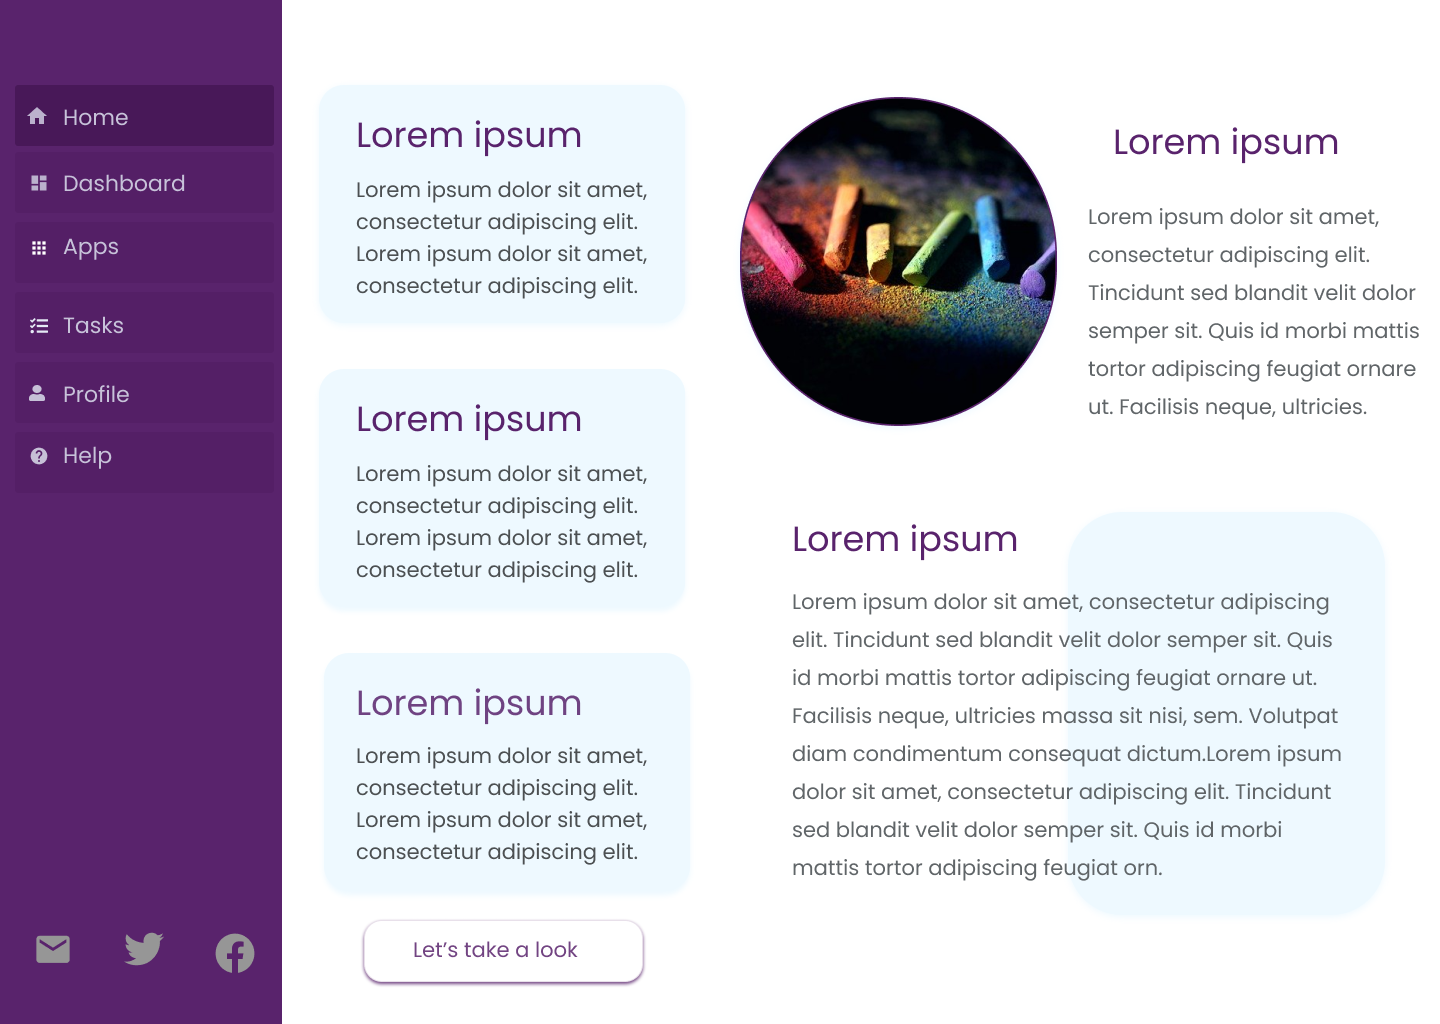 Home
Dashboard
Apps
Tasks
Profile
Help
Lorem ipsum
Lorem ipsum dolor sit amet,
consectetur adipiscing elit.
Lorem ipsum dolor sit amet,
consectetur adipiscing elit.
Lorem ipsum
Lorem ipsum dolor sit amet,
consectetur adipiscing elit.
Lorem ipsum dolor sit amet,
consectetur adipiscing elit.
Lorem ipsum
Lorem ipsum dolor sit amet,
consectetur adipiscing elit.
Lorem ipsum dolor sit amet,
consectetur adipiscing elit.
Let’s take a look
Lorem ipsum
Lorem ipsum dolor sit amet,
consectetur adipiscing elit.
Tincidunt sed blandit velit dolor
semper sit. Quis id morbi mattis
tortor adipiscing feugiat ornare
ut. Facilisis neque, ultricies.
Lorem ipsum
Lorem ipsum dolor sit amet, consectetur adipiscing
elit. Tincidunt sed blandit velit dolor semper sit. Quis
id morbi mattis tortor adipiscing feugiat ornare ut.
Facilisis neque, ultricies massa sit nisi, sem. Volutpat
diam condimentum consequat dictum.Lorem ipsum
dolor sit amet, consectetur adipiscing elit. Tincidunt
sed blandit velit dolor semper sit. Quis id morbi
mattis tortor adipiscing feugiat orn.